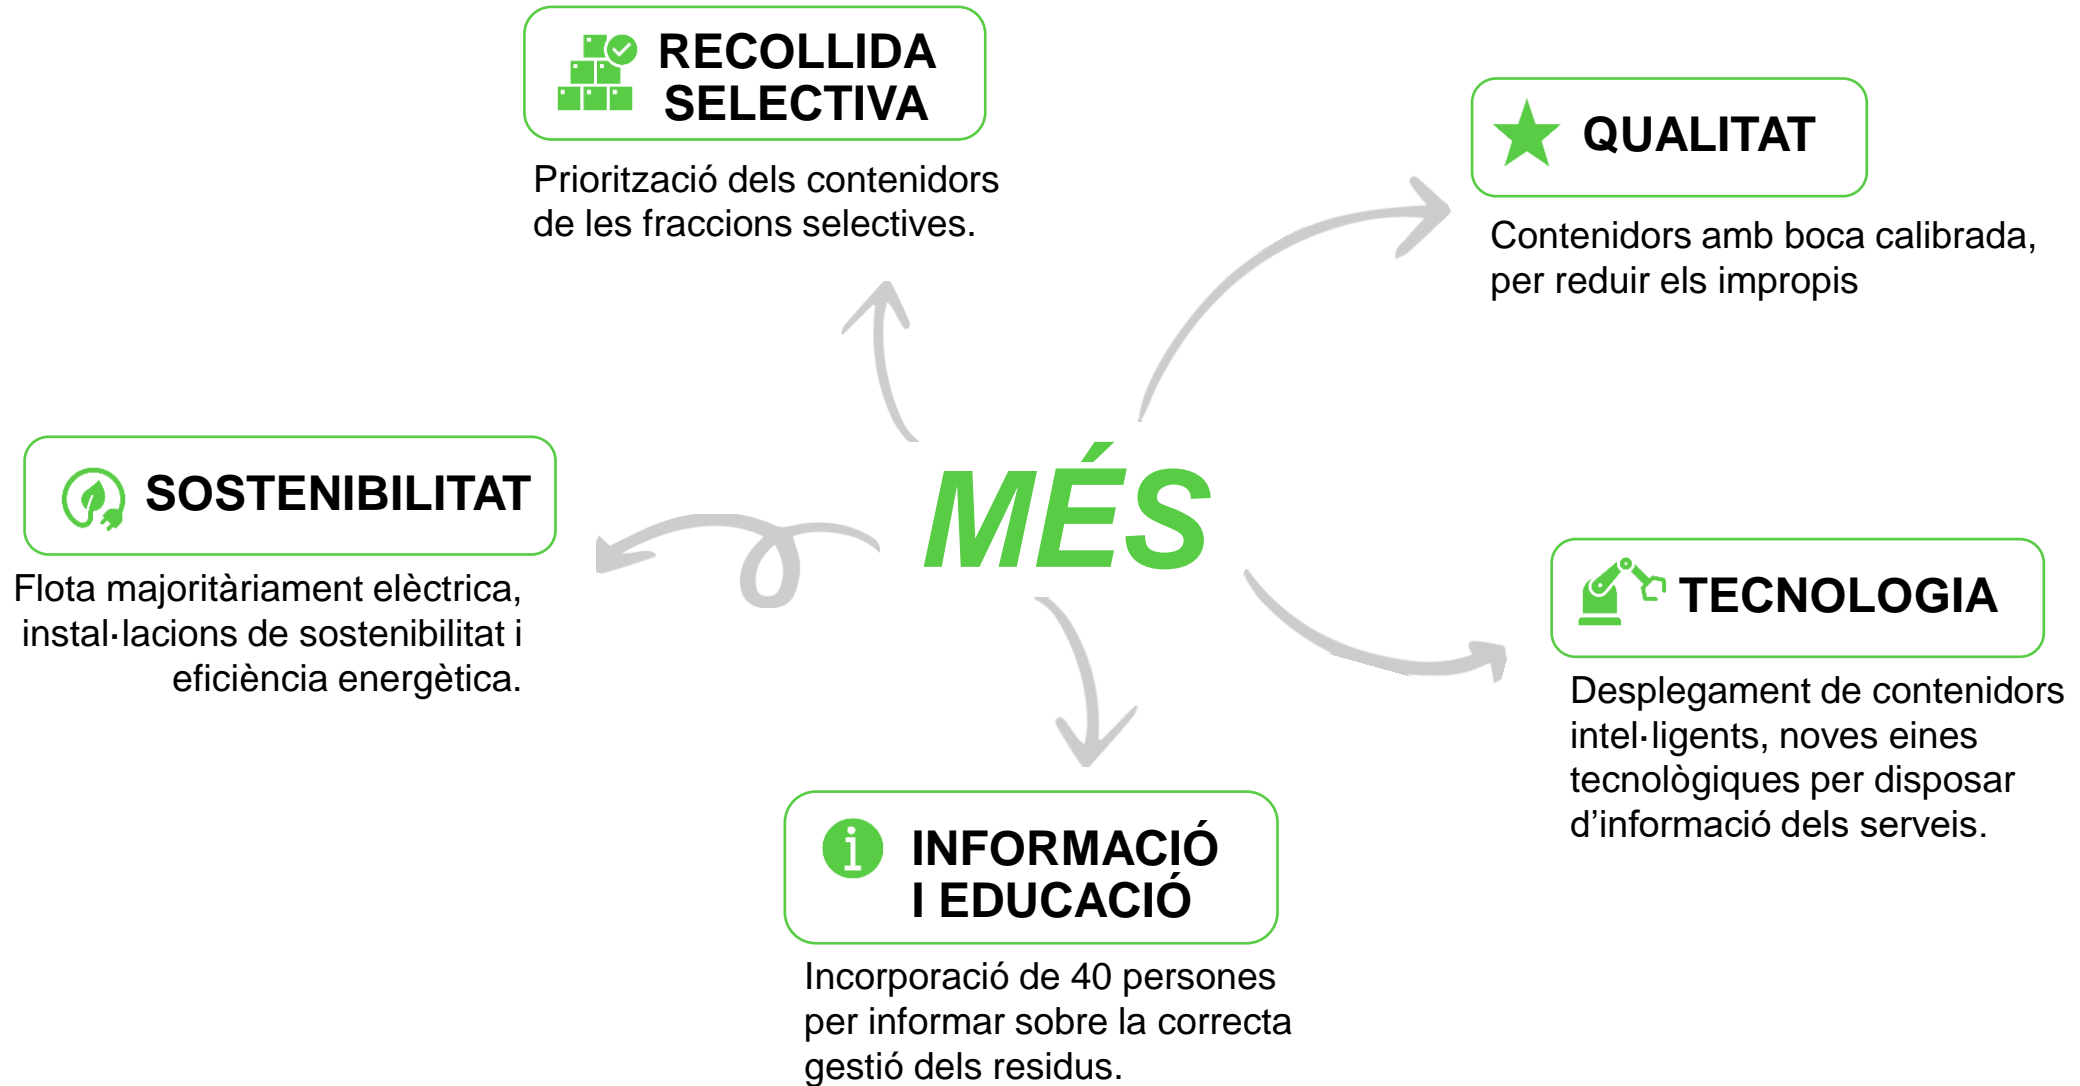 RECOLLIDA
SELECTIVA
Priorització dels contenidors
de les fraccions selectives.
QUALITAT
Contenidors amb boca calibrada,
per reduir els impropis
SOSTENIBILITAT
Flota majoritàriament elèctrica,
instal·lacions de sostenibilitat i
eficiència energètica.
MÉS
TECNOLOGIA
Desplegament de contenidors
intel·ligents, noves eines
tecnològiques per disposar
d’informació dels serveis.
INFORMACIÓ
I EDUCACIÓ
Incorporació de 40 persones
per informar sobre la correcta
gestió dels residus.